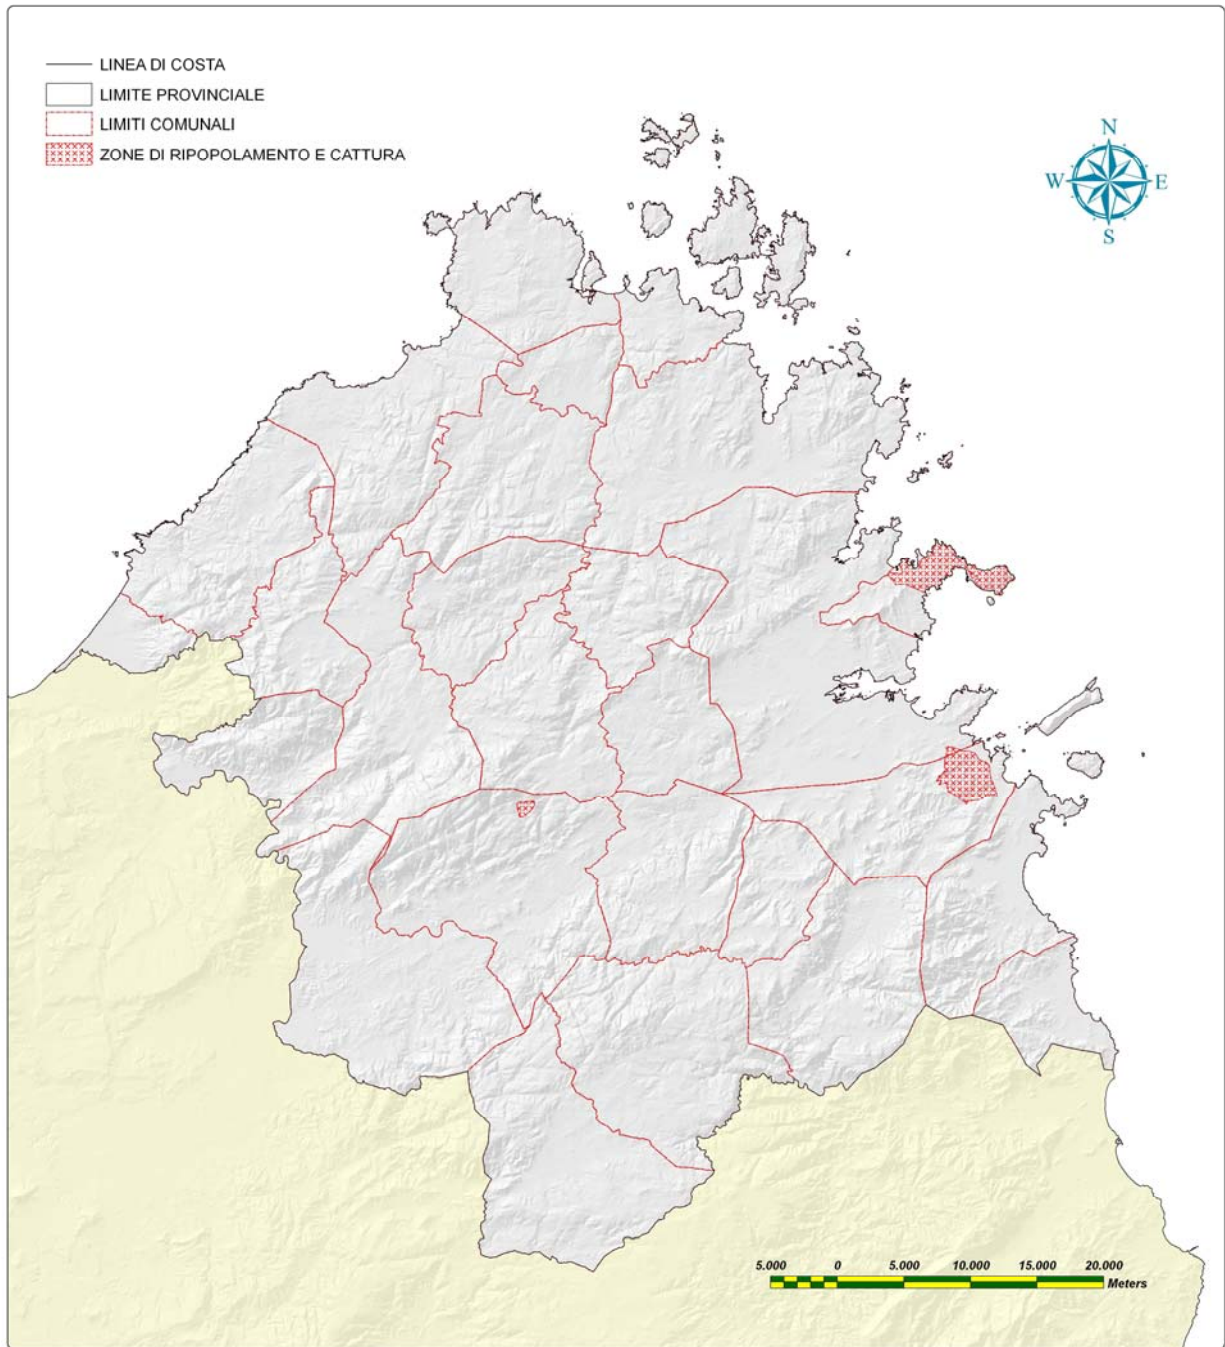 LINEA DI COSTA
LIMITE PROVINCIALE
LIMITI COMUNALI
ZONE DI RIPOPOLAMENTO E CATTURA
N
W E
S
5.000 0 5.000 10.000 15.000 20.000
Meters